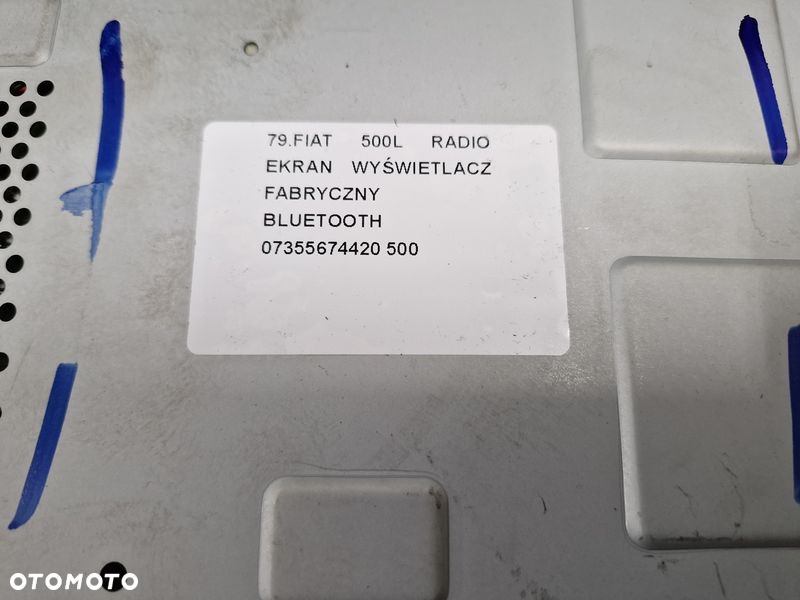 79.FIAT 500L RADIO
EKRAN WYŚWIETLACZ
FABRYCZNY
BLUETOOTH
07355674420 500
OTOMOTO